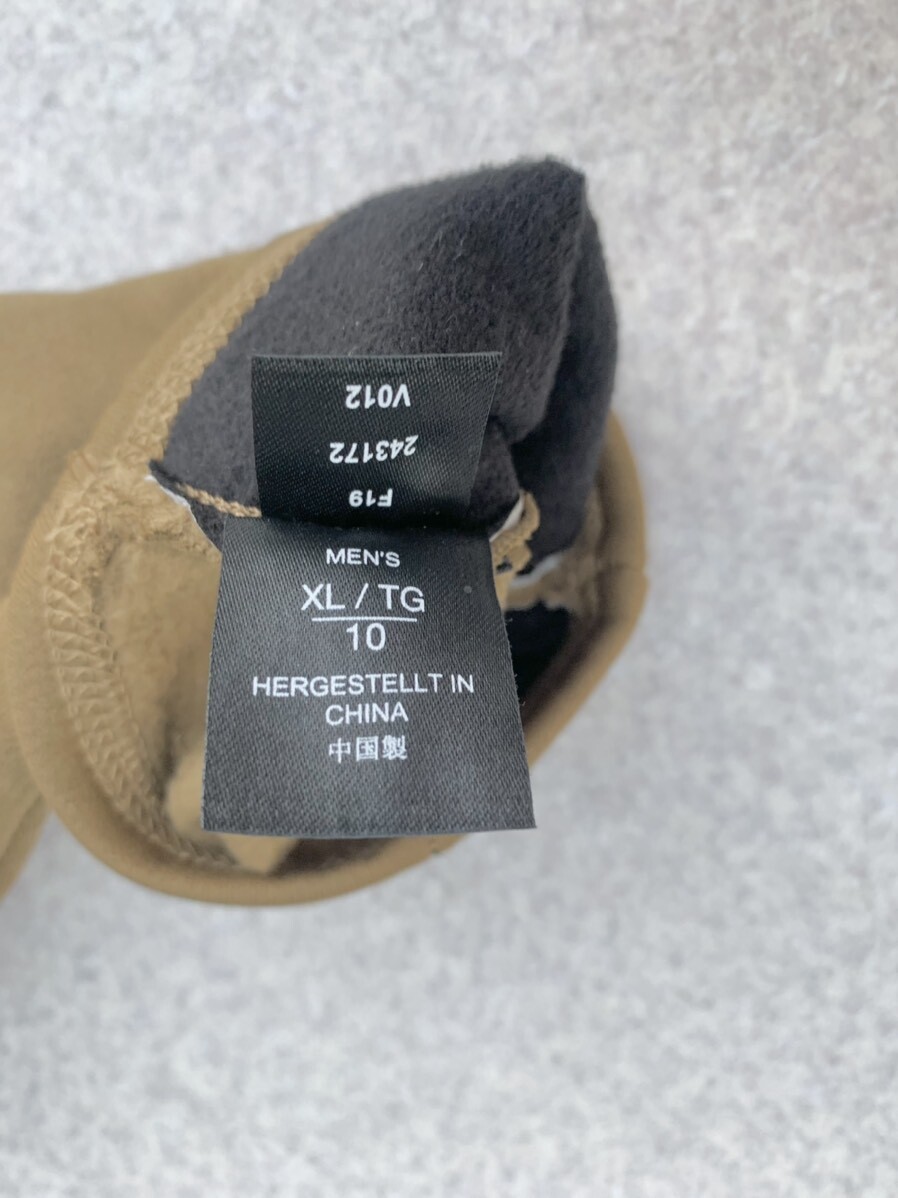 V012
243172
F19
MEN'S
XL / TG
10
HERGESTELLT IN
CHINA
中国製